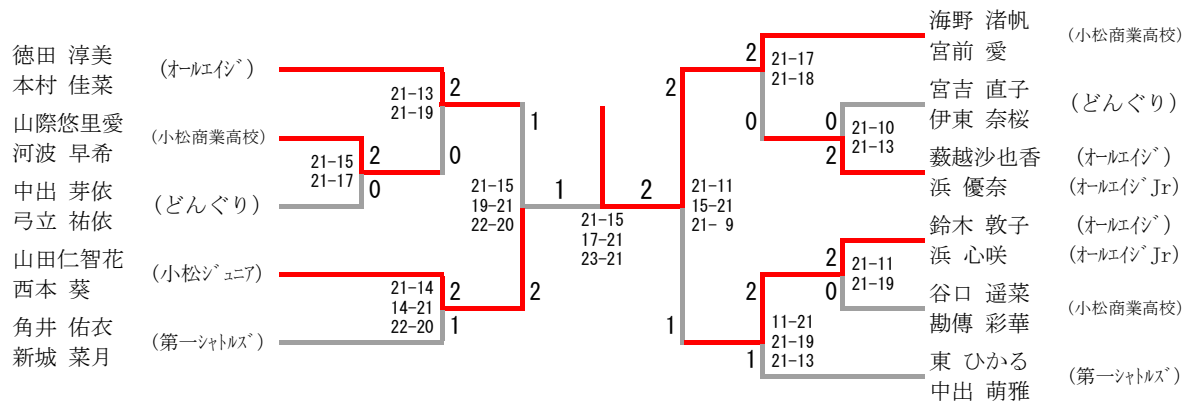 徳田 淳美
本村 佳菜
(ｵｰﾙｴｲｼﾞ)
山際悠里愛
河波 早希
(小松商業高校)
中出 芽依
弓立 祐依
(どんぐり)
山田仁智花
西本 葵
(小松ｼﾞｭﾆｱ)
角井 佑衣
新城 菜月
(第一ｼｬﾄﾙｽﾞ)
21-13
21-19
2
0
21-15
21-17
2
0
21-14
14-21
22-20
2
1
1
21-15
19-21
22-20
2
1
2
21-15
17-21
23-21
海野 渚帆
宮前 愛
(小松商業高校)
宮吉 直子
伊東 奈桜
(どんぐり)
薮越沙也香
(ｵｰﾙｴｲｼﾞ)
浜 優奈
(ｵｰﾙｴｲｼﾞJr)
鈴木 敦子
(ｵｰﾙｴｲｼﾞ)
浜 心咲
(ｵｰﾙｴｲｼﾞJr)
谷口 遥菜
勘傳 彩華
(小松商業高校)
東 ひかる
中出 萌雅
(第一ｼｬﾄﾙｽﾞ)
2
21-17
21-18
0
0
21-10
21-13
2
2
21-11
15-21
21- 9
1
2
21-11
21-19
0
2
11-21
21-19
21-13
1